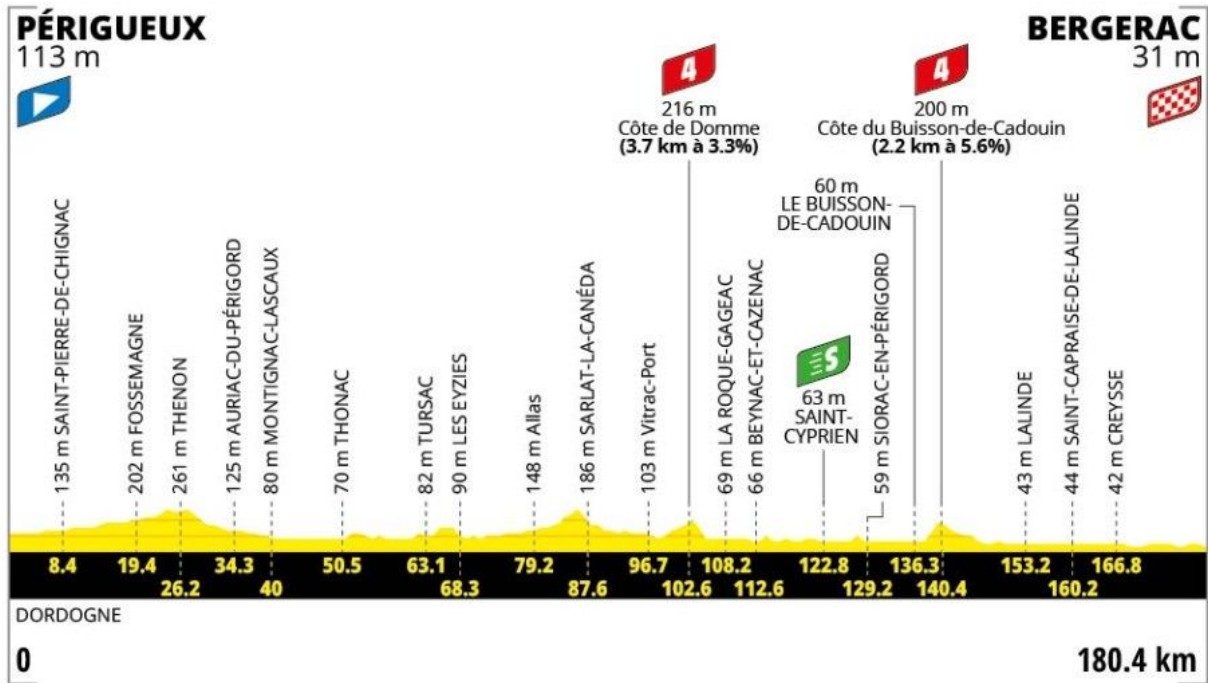 PÉRIGUEUX
113 m
BERGERAC
31 m
4
216 m
Côte de Domme
(3.7 km à 3.3%)
4
200 m
Côte du Buisson-de-Cadouin
(2.2 km à 5.6%)
135 m SAINT-PIERRE-DE-CHIGNAC
202 m FOSSEMAGNE
261 m THENON
125 m AURIAC-DU-PÉRIGORD
80 m MONTIGNAC-LASCAUX
70 m THONAC
82 m TURSAC
90 m LES EYZIES
148 m Allas
186 m SARLAT-LA-CANÉDA
103 m Vitrac-Port
69 m LA ROQUE-GAGEAC
66 m BEYNAC-ET-CAZENAC
S
63 m
SAINT-
CYPRIEN
59 m SIORAC-EN-PÉRIGORD
60 m
LE BUISSON-
DE-CADOUIN
43 m LALINDE
44 m SAINT-CAPRAISE-DE-LALINDE
42 m CREYSSE
8.4 19.4 34.3 50.5 63.1 79.2 96.7 108.2 122.8 136.3 153.2 166.8
26.2 40 68.3 87.6 102.6 112.6 129.2 140.4 160.2
DORDOGNE
0
180.4 km